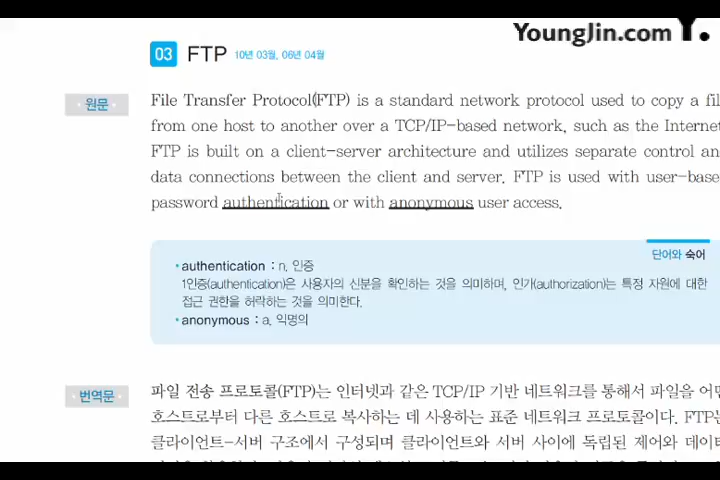 YoungJin.com Y.
03 FTP 10년 03월, 06년 04월
원문
File Transfer Protocol(FTP) is a standard network protocol used to copy a fil
from one host to another over a TCP/IP-based network, such as the Internet
FTP is built on a client-server architecture and utilizes separate control an
data connections between the client and server. FTP is used with user-base
password authentication or with anonymous user access.
단어와 숙어
•authentication : n. 인증
1인증(authentication)은 사용자의 신분을 확인하는 것을 의미하며, 인가(authorization)는 특정 자원에 대한
접근 권한을 허락하는 것을 의미한다.
•anonymous : a. 익명의
번역문
파일 전송 프로토콜(FTP)는 인터넷과 같은 TCP/IP 기반 네트워크를 통해서 파일을 어떤
호스트로부터 다른 호스트로 복사하는 데 사용하는 표준 네트워크 프로토콜이다. FTP는
클라이언트-서버 구조에서 구성되며 클라이언트와 서버 사이에 독립된 제어와 데이터